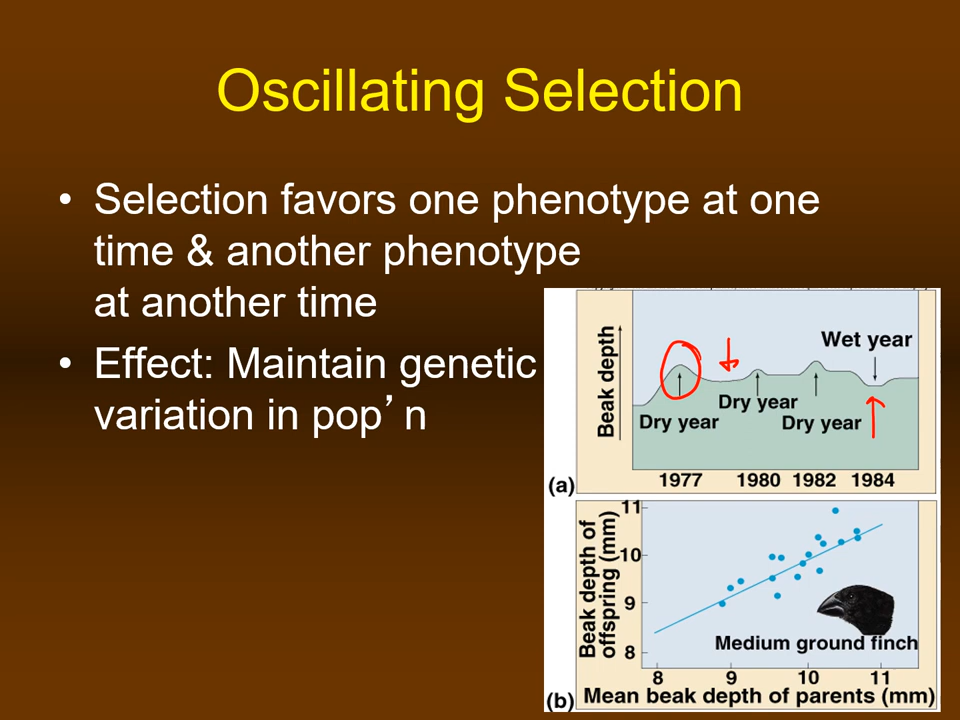 Oscillating Selection
• Selection favors one phenotype at one
time & another phenotype
at another time
• Effect: Maintain genetic
variation in pop’n
Beak depth
Wet year
Dry year
Dry year
Dry year
1977 1980 1982 1984
(a)
Beak depth of
offspring (mm)
11
10
9
8
Medium ground finch
8 9 10 11
(b)
Mean beak depth of parents (mm)